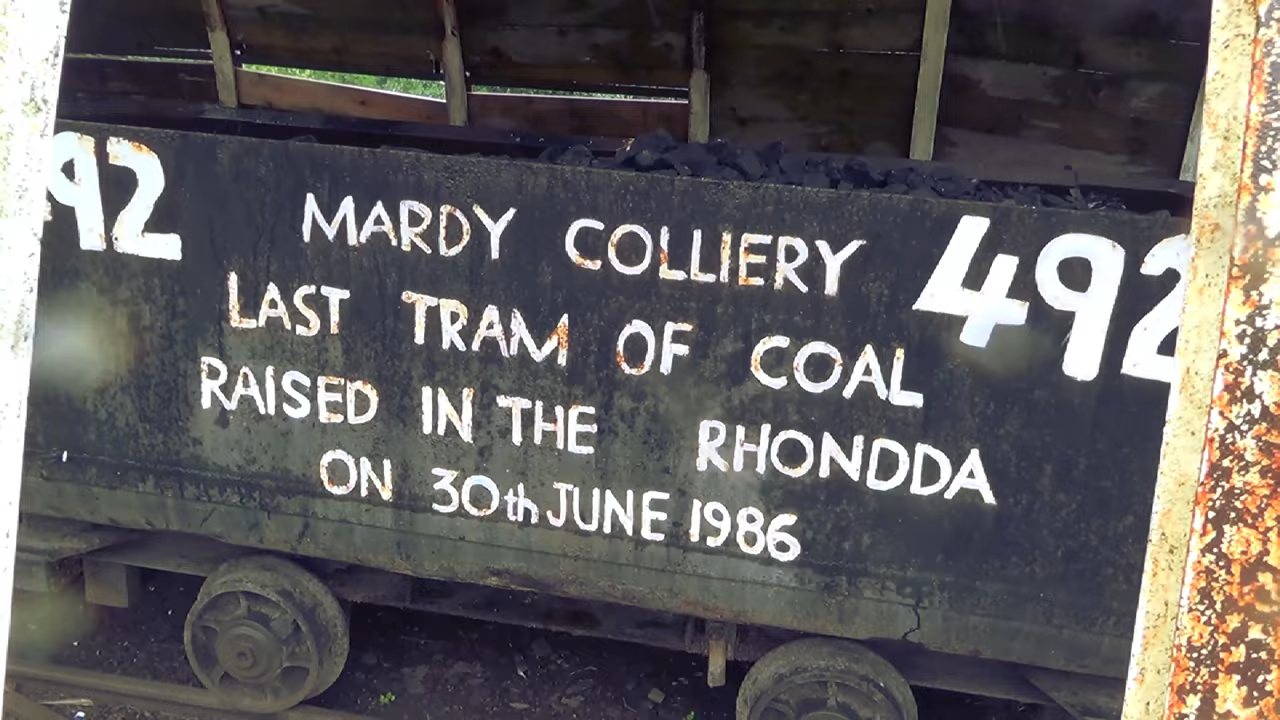 92
MARDY COLLIERY
492
LAST TRAM OF COAL
RAISED IN THE RHONDDA
ON 30th JUNE 1986